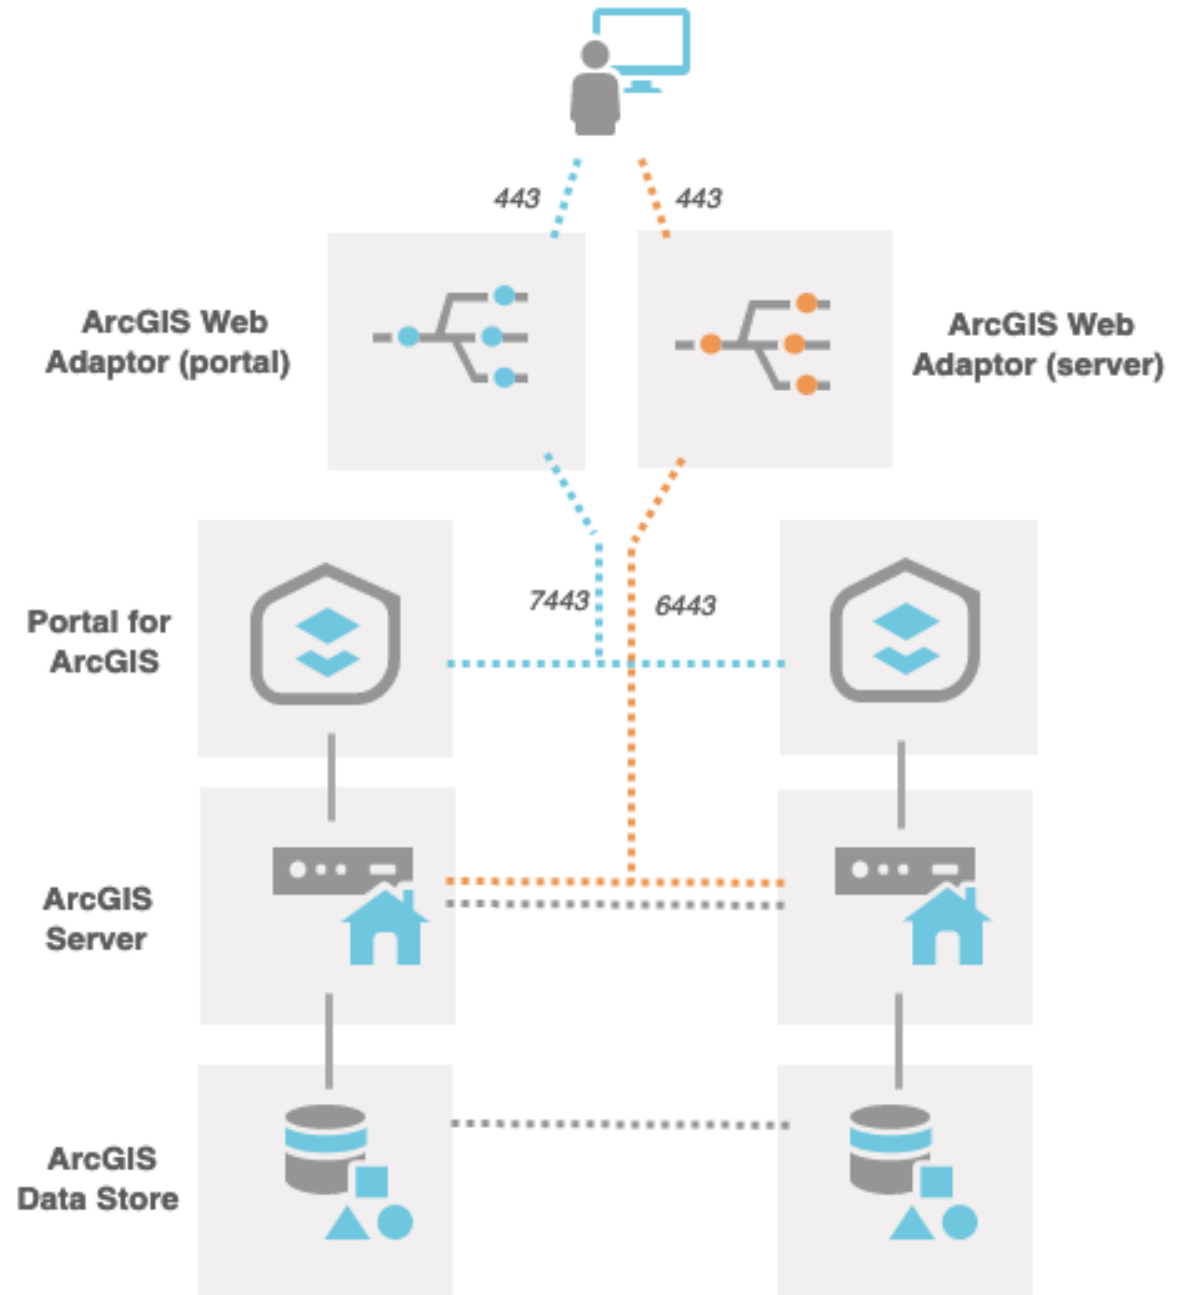 443
443
ArcGIS Web
Adaptor (portal)
ArcGIS Web
Adaptor (server)
7443
6443
Portal for
ArcGIS
ArcGIS
Server
ArcGIS
Data Store